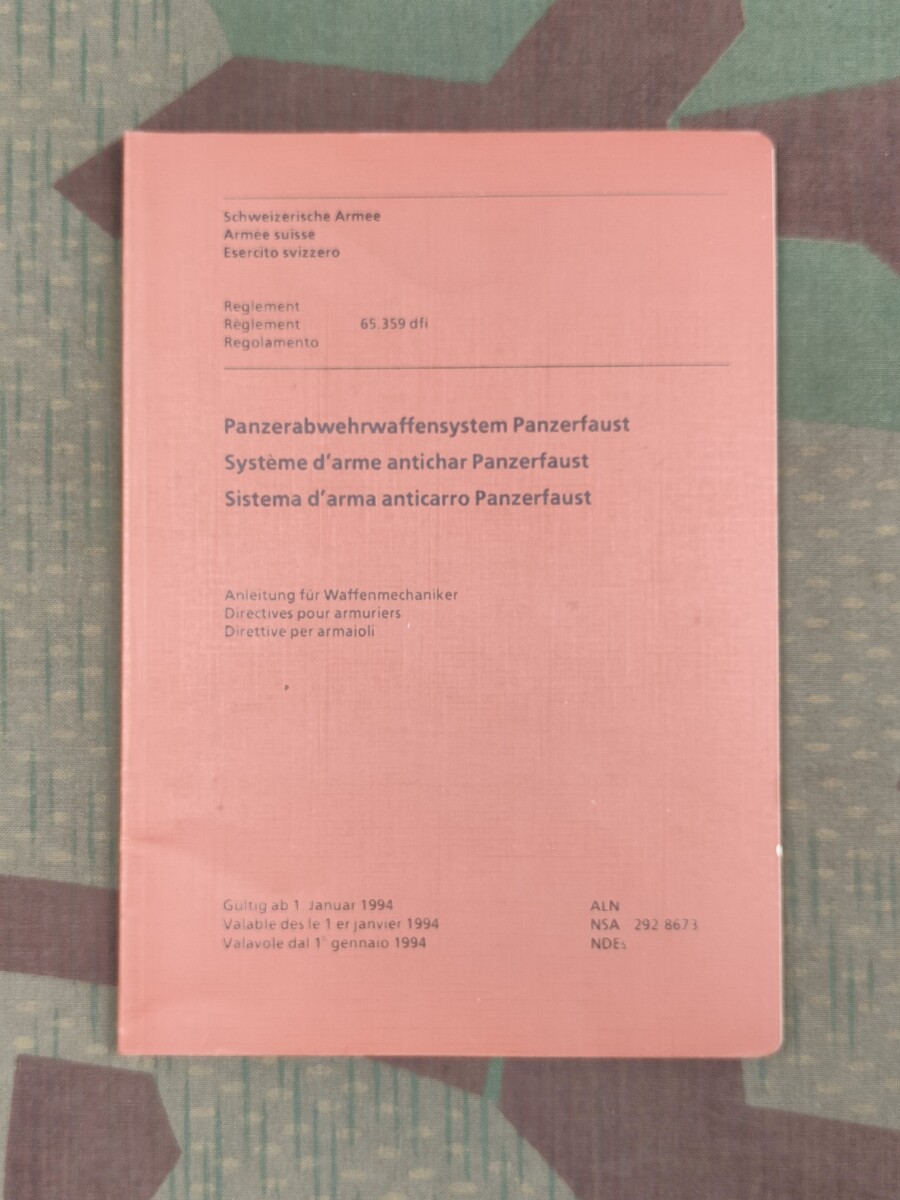 Schweizerische Armee
Armée suisse
Esercito svizzero
Reglement
Règlement 65.359 dfi
Regolamento
Panzerabwehrwaffensystem Panzerfaust
Système d'arme antichar Panzerfaust
Sistema d'arma anticarro Panzerfaust
Anleitung für Waffenmechaniker
Directives pour armuriers
Direttive per armaioli
Gültig ab 1 Januar 1994
Valable dès le 1 er janvier 1994
Valavole dal 1° gennaio 1994
ALN
NSA 292 8673
NDEs